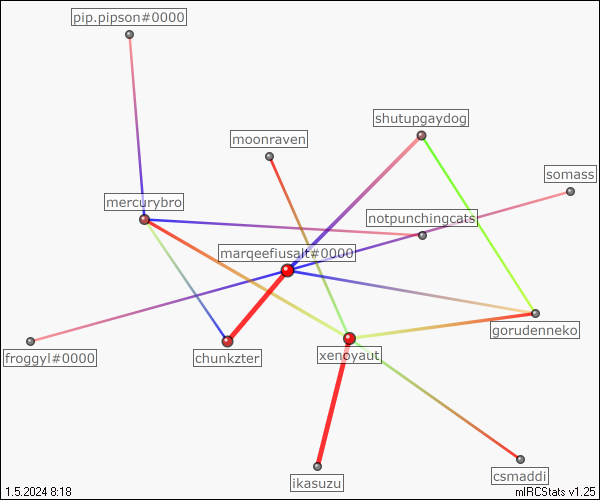 pip.pipson#0000
shutupgaydog
moonraven
somass
mercurybro
notpunchingcats
marqeefiusalt#0000
gorudenneko
froggyl#0000
chunkzter
xenoyaut
ikasuzu
csmaddi
1.5.2024 8:18
mIRCStats v1.25